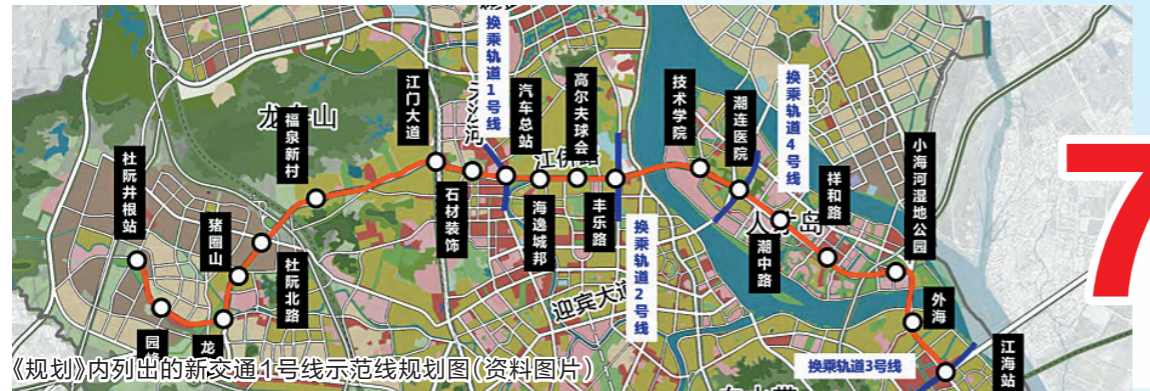 换乘轨道1号线
江门大道
汽车总站
高尔夫球会
技术学院
潮连医院
换乘轨道4号线
福泉新村
杜阮井根站
猪圈山
祥和路
小海河湿地公园
石材装饰
海逸城邦
丰乐路
潮中路
杜阮北路
换乘轨道2号线
迎宾大道
外海
江海站
换乘轨道3号线
园
龙
《规划》内列出的新交通1号线示范线规划图(资料图片)
7